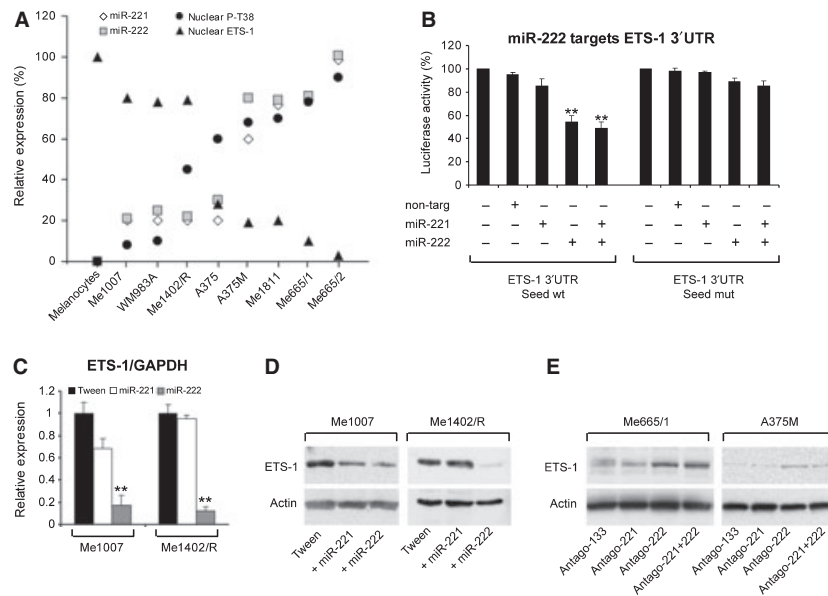 A
miR-221
miR-222
Nuclear P-T38
Nuclear ETS-1
Relative expression (%)
120
100
80
60
40
20
0
Melanocytes
Me1007
WM983A
Me1402/R
A375
A375M
Me1811
Me665/1
Me665/2
B
miR-222 targets ETS-1 3′UTR
Luciferase activity (%)
120
100
80
60
40
20
0
** **
non-targ – + – – – – + – – –
miR-221 – – + – + – – + – +
miR-222 – – – + + – – – + +
ETS-1 3′UTR
Seed wt
ETS-1 3′UTR
Seed mut
C
ETS-1/GAPDH
Tween miR-221 miR-222
Relative expression
1.2
1
0.8
0.6
0.4
0.2
0
** **
Me1007 Me1402/R
D
Me1007 Me1402/R
ETS-1
Actin
Tween
+ miR-221
+ miR-222
Tween
+ miR-221
+ miR-222
E
Me665/1 A375M
ETS-1
Actin
Antago-133
Antago-221
Antago-222
Antago-221+222
Antago-133
Antago-221
Antago-222
Antago-221+222